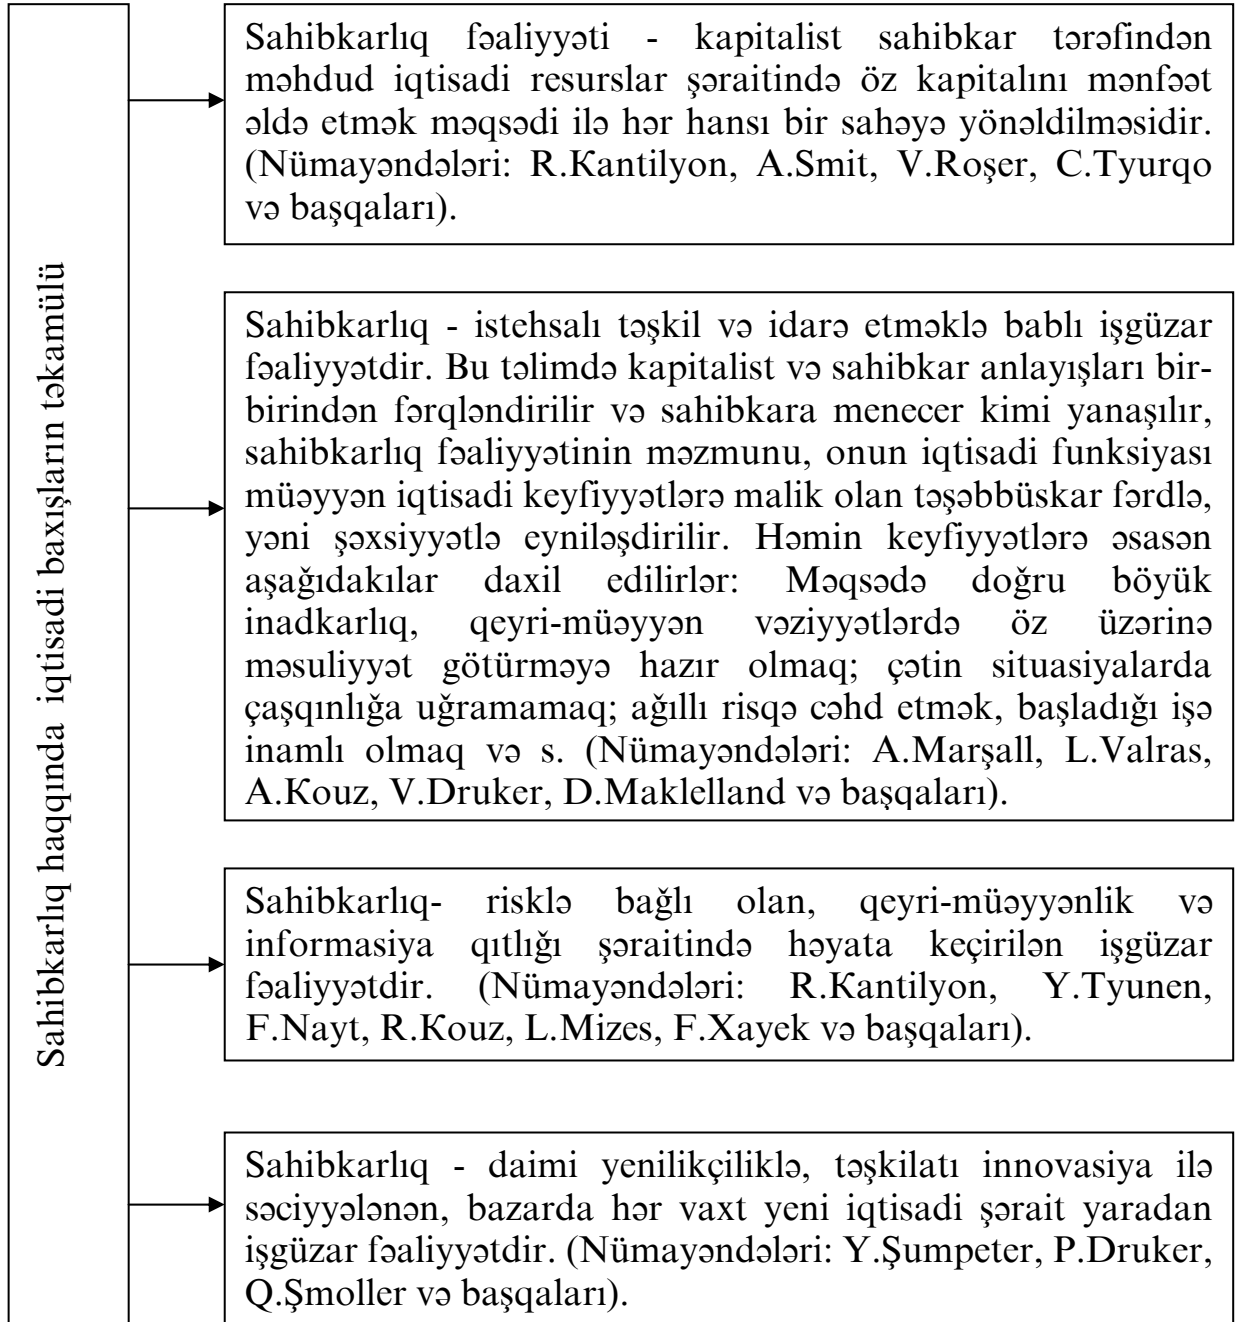 Sahibkarlıq haqqında iqtisadi baxışların təkamülü
Sahibkarlıq fəaliyyəti - kapitalist sahibkar tərəfindən
məhdud iqtisadi resurslar şəraitində öz kapitalını mənfəət
əldə etmək məqsədi ilə hər hansı bir sahəyə yönəldilməsidir.
(Nümayəndələri: R.Kantilyon, A.Smit, V.Roşer, C.Tyurqo
və başqaları).
Sahibkarlıq - istehsalı təşkil və idarə etməklə bablı işgüzar
fəaliyyətdir. Bu təlimdə kapitalist və sahibkar anlayışları bir-
birindən fərqləndirilir və sahibkara menecer kimi yanaşılır,
sahibkarlıq fəaliyyətinin məzmunu, onun iqtisadi funksiyası
müəyyən iqtisadi keyfiyyətlərə malik olan təşəbbüskar fərdlə,
yəni şəxsiyyətlə eyniləşdirilir. Həmin keyfiyyətlərə əsasən
aşağıdakılar daxil edilirlər: Məqsədə doğru böyük
inadkarlıq, qeyri-müəyyən vəziyyətlərdə öz üzərinə
məsuliyyət götürməyə hazır olmaq; çətin situasiyalarda
çaşqınlığa uğramamaq; ağıllı risqə cəhd etmək, başladığı işə
inamlı olmaq və s. (Nümayəndələri: A.Marşall, L.Valras,
A.Kouz, V.Druker, D.Maklelland və başqaları).
Sahibkarlıq- risklə bağlı olan, qeyri-müəyyənlik və
informasiya qıtlığı şəraitində həyata keçirilən işgüzar
fəaliyyətdir. (Nümayəndələri: R.Kantilyon, Y.Tyunen,
F.Nayt, R.Kouz, L.Mizes, F.Xayek və başqaları).
Sahibkarlıq - daimi yenilikçiliklə, təşkilatı innovasiya ilə
səciyyələnən, bazarda hər vaxt yeni iqtisadi şərait yaradan
işgüzar fəaliyyətdir. (Nümayəndələri: Y.Şumpeter, P.Druker,
Q.Şmoller və başqaları).